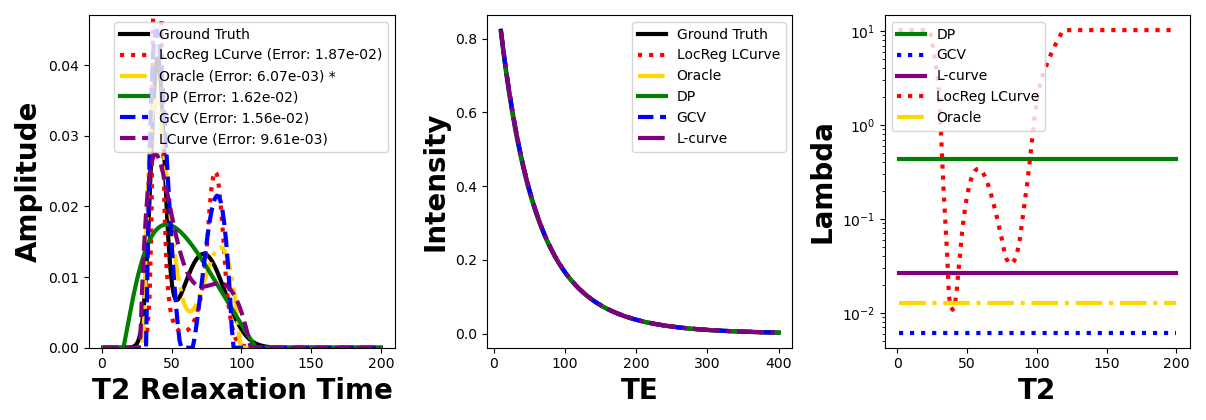 Amplitude
0.04
0.03
0.02
0.01
0.00
0
50
100
150
200
T2 Relaxation Time
Ground Truth
LocReg LCurve (Error: 1.87e-02)
Oracle (Error: 6.07e-03) *
DP (Error: 1.62e-02)
GCV (Error: 1.56e-02)
LCurve (Error: 9.61e-03)
Intensity
0.8
0.6
0.4
0.2
0.0
0
100
200
300
400
TE
Ground Truth
LocReg LCurve
Oracle
DP
GCV
L-curve
Lambda
10¹
10⁰
10⁻¹
10⁻²
0
50
100
150
200
T2
DP
GCV
L-curve
LocReg LCurve
Oracle